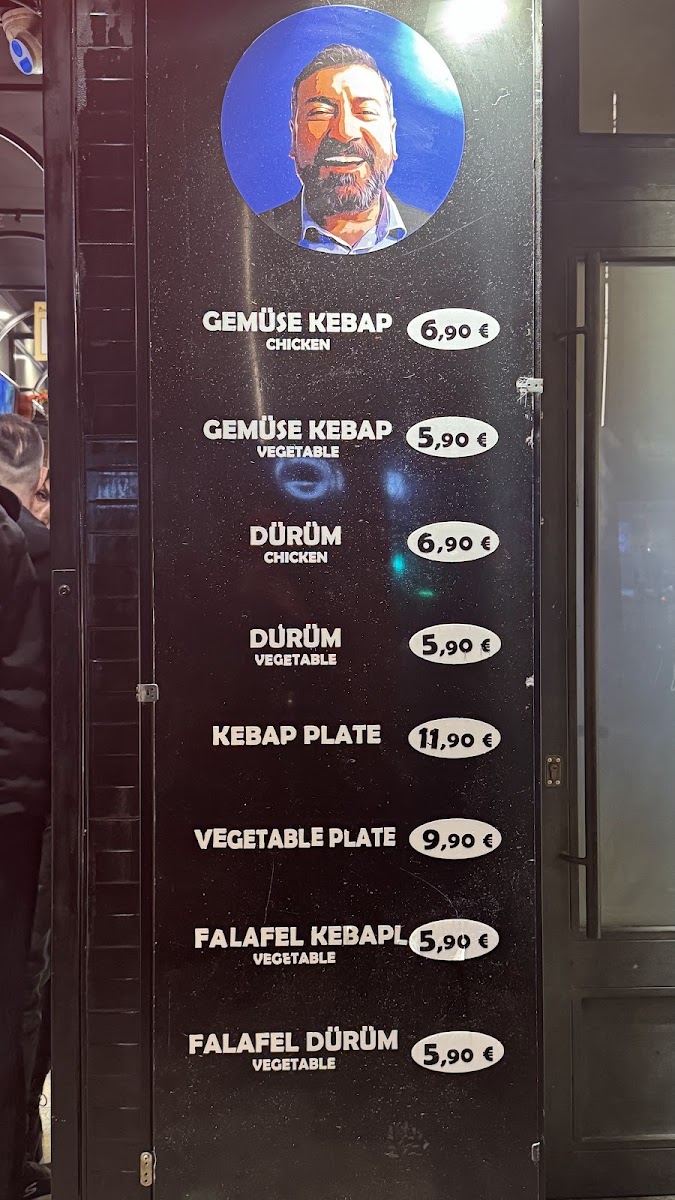 GEMÜSE KEBAP 6,90 €
CHICKEN
GEMÜSE KEBAP 5,90 €
VEGETABLE
DÜRÜM 6,90 €
CHICKEN
DÜRÜM 5,90 €
VEGETABLE
KEBAP PLATE 11,90 €
VEGETABLE PLATE 9,90 €
FALAFEL KEBAPL 5,90 €
VEGETABLE
FALAFEL DÜRÜM 5,90 €
VEGETABLE